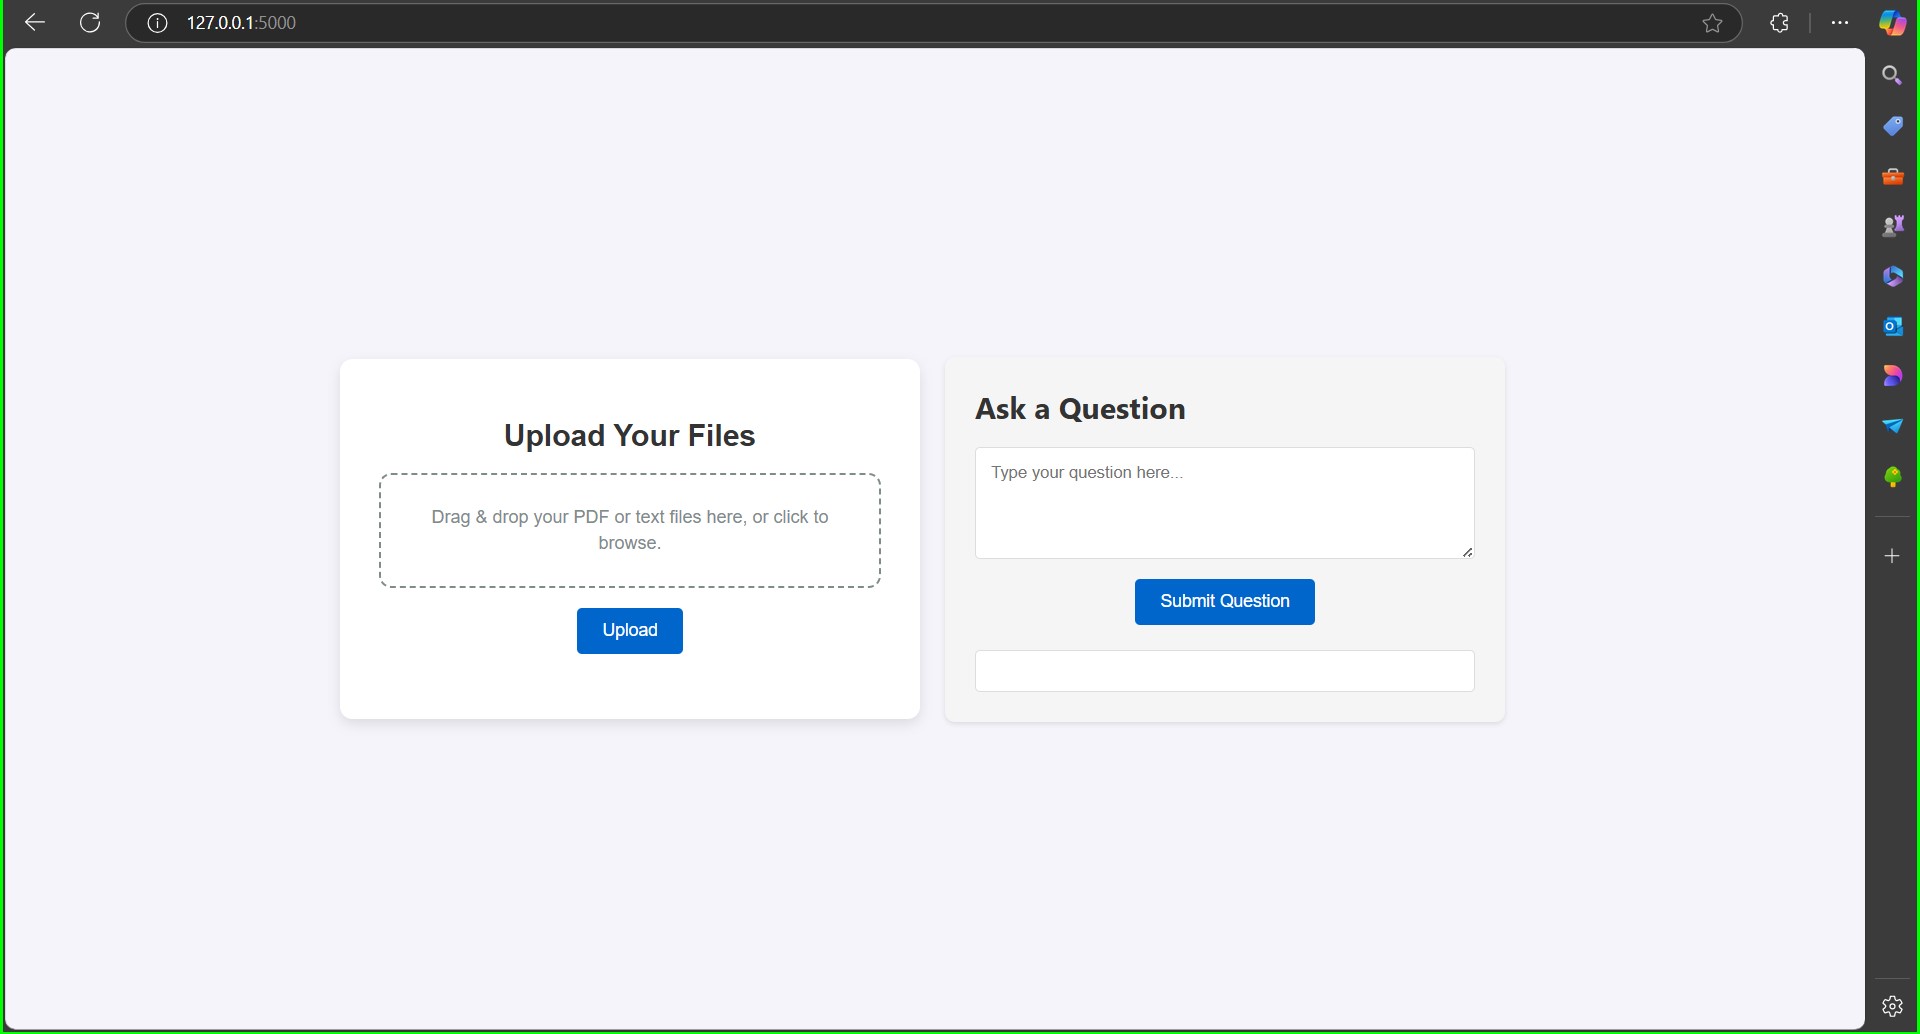 127.0.0.1:5000
Upload Your Files
Drag & drop your PDF or text files here, or click to
browse.
Upload
Ask a Question
Type your question here...
Submit Question